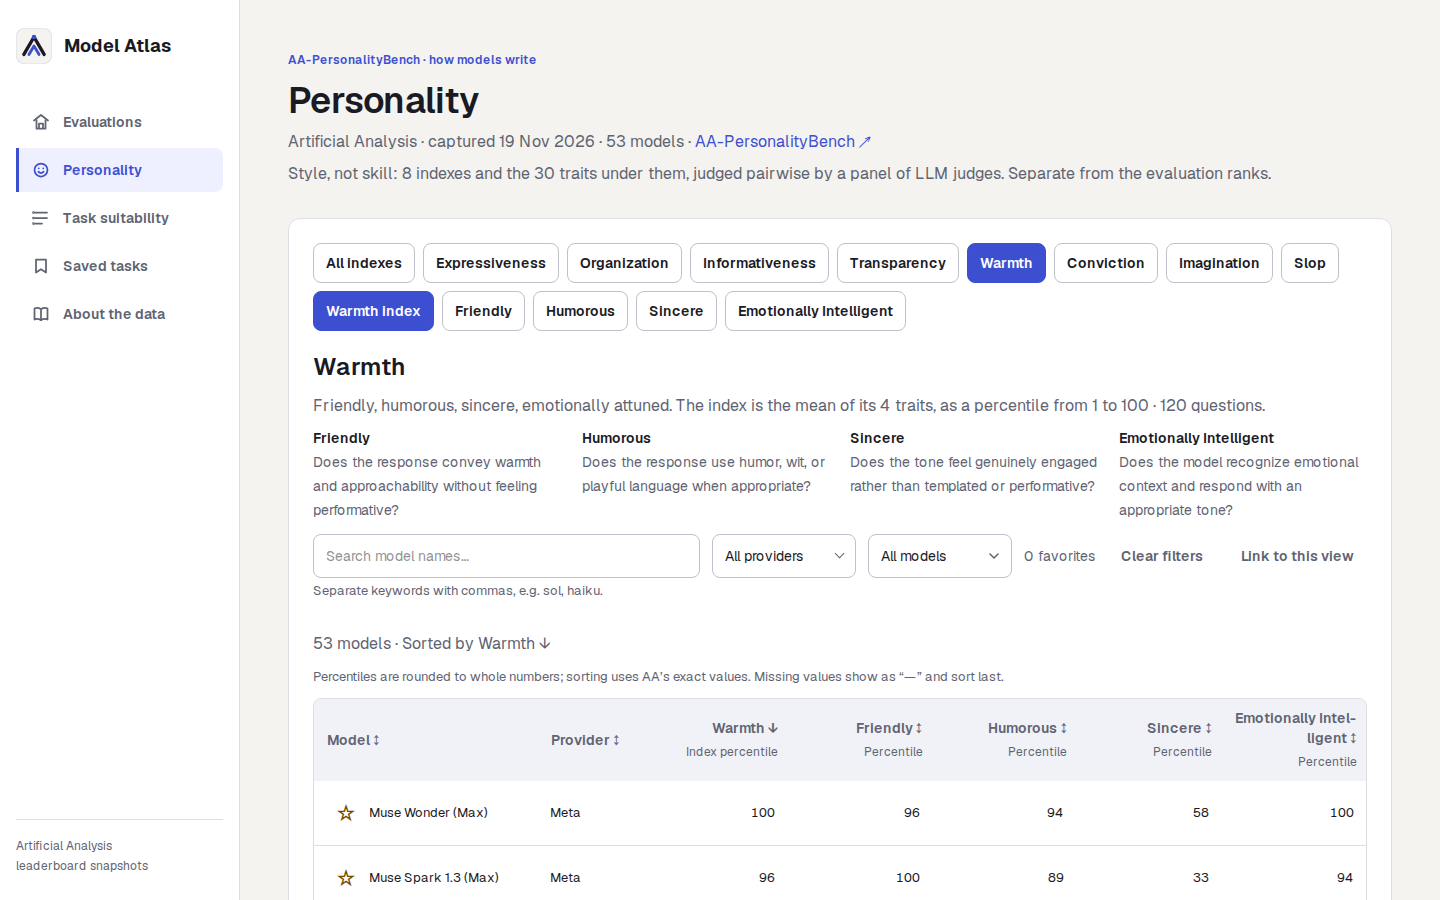 Model Atlas
Evaluations
Personality
Task suitability
Saved tasks
About the data
Artificial Analysis
leaderboard snapshots
AA-PersonalityBench · how models write
Personality
Artificial Analysis · captured 19 Nov 2026 · 53 models · AA-PersonalityBench ↗
Style, not skill: 8 indexes and the 30 traits under them, judged pairwise by a panel of LLM judges. Separate from the evaluation ranks.
All indexes Expressiveness Organization Informativeness Transparency Warmth Conviction Imagination Slop
Warmth index Friendly Humorous Sincere Emotionally Intelligent
Warmth
Friendly, humorous, sincere, emotionally attuned. The index is the mean of its 4 traits, as a percentile from 1 to 100 · 120 questions.
Friendly
Does the response convey warmth
and approachability without feeling
performative?
Humorous
Does the response use humor, wit, or
playful language when appropriate?
Sincere
Does the tone feel genuinely engaged
rather than templated or performative?
Emotionally Intelligent
Does the model recognize emotional
context and respond with an
appropriate tone?
Search model names… All providers All models 0 favorites Clear filters Link to this view
Separate keywords with commas, e.g. sol, haiku.
53 models · Sorted by Warmth ↓
Percentiles are rounded to whole numbers; sorting uses AA's exact values. Missing values show as “—” and sort last.
Model ↕ Provider ↕ Warmth ↓ Friendly ↕ Humorous ↕ Sincere ↕ Emotionally Intel-
ligent ↕
Index percentile Percentile Percentile Percentile Percentile
☆ Muse Wonder (Max) Meta 100 96 94 58 100
☆ Muse Spark 1.3 (Max) Meta 96 100 89 33 94